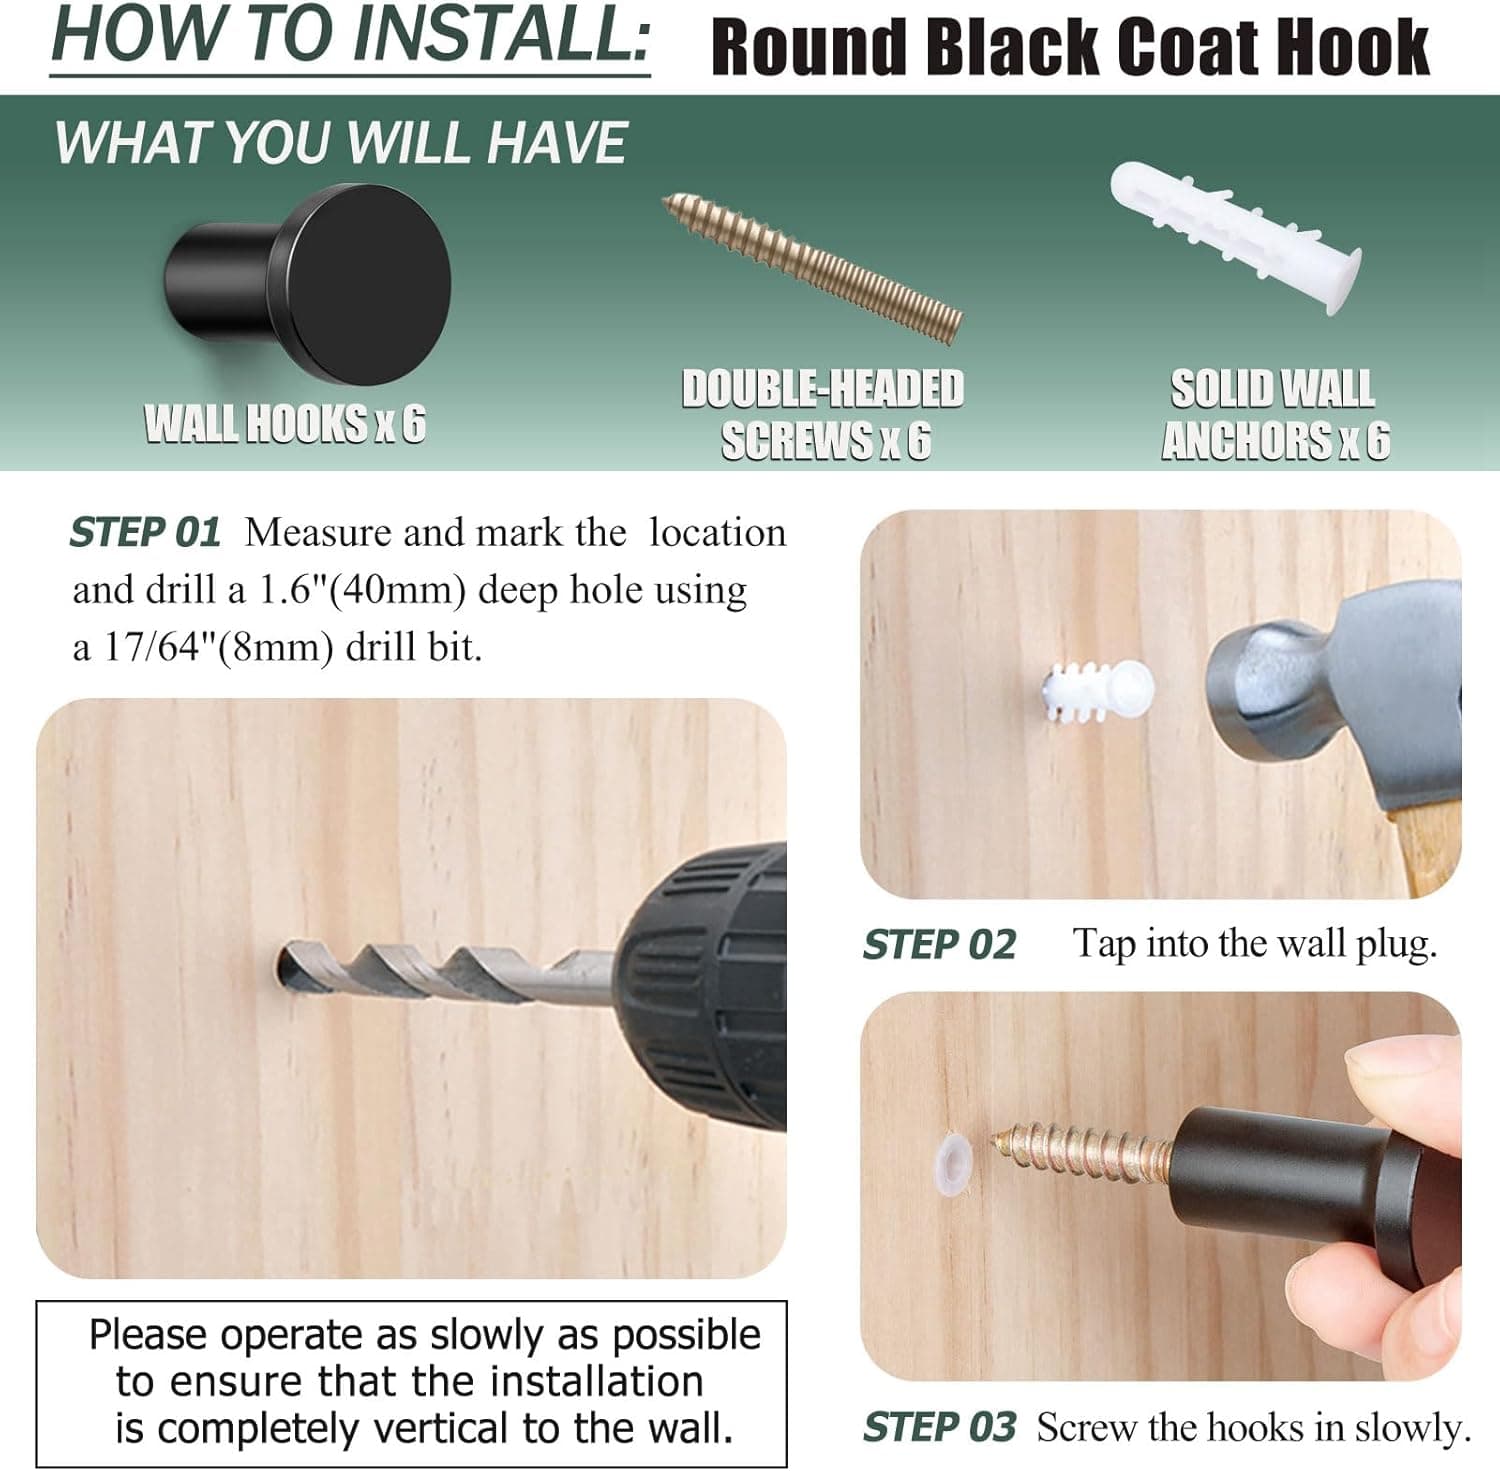 HOW TO INSTALL: Round Black Coat Hook
WHAT YOU WILL HAVE
WALL HOOKS x 6
DOUBLE-HEADED
SCREWS x 6
SOLID WALL
ANCHORS x 6
STEP 01 Measure and mark the location
and drill a 1.6"(40mm) deep hole using
a 17/64"(8mm) drill bit.
Please operate as slowly as possible
to ensure that the installation
is completely vertical to the wall.
STEP 02 Tap into the wall plug.
STEP 03 Screw the hooks in slowly.